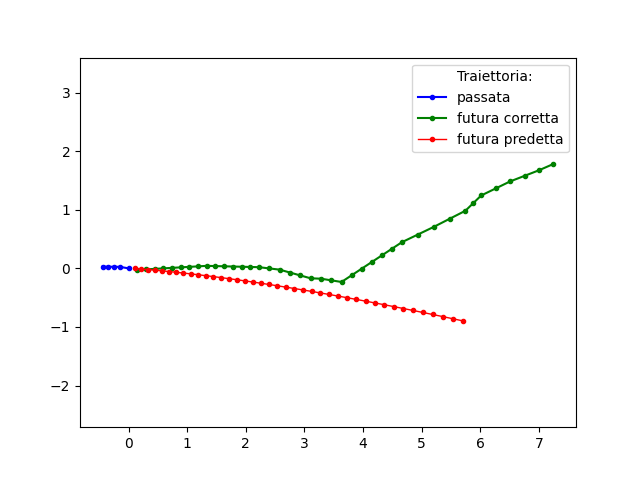 Traiettoria:
passata
futura corretta
futura predetta
3
2
1
0
−1
−2
0 1 2 3 4 5 6 7